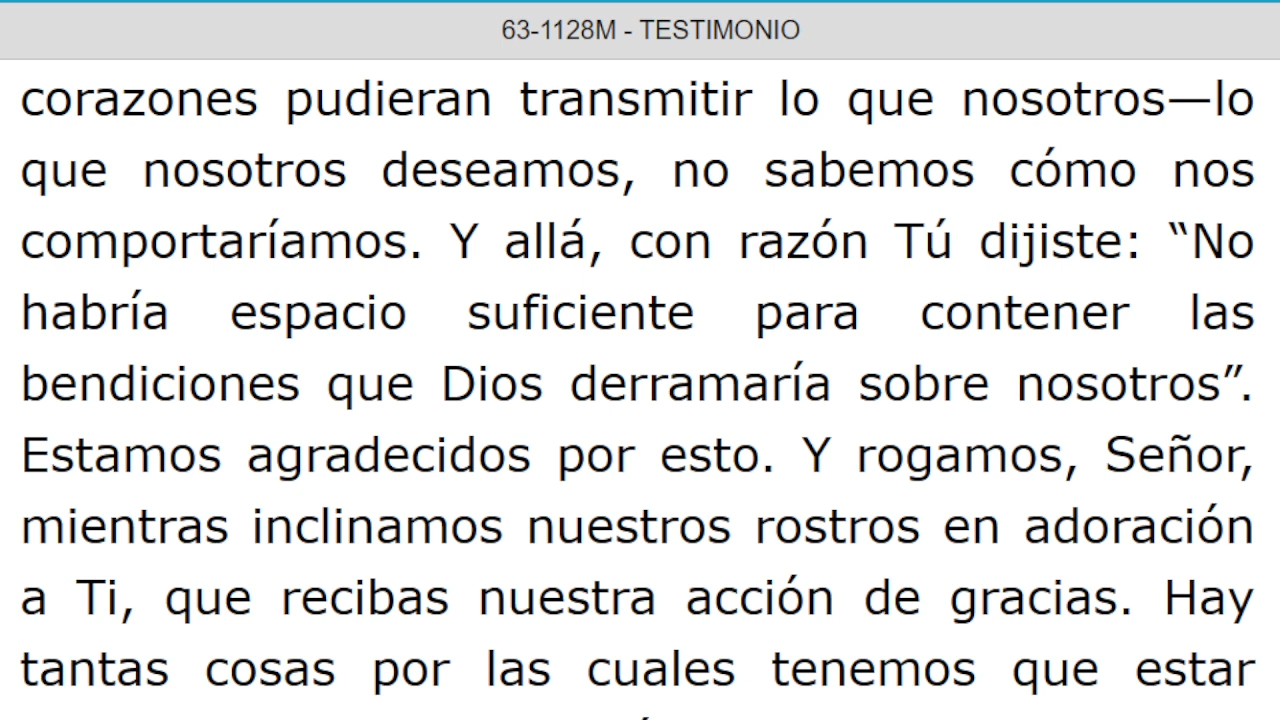 63-1128M - TESTIMONIO
corazones pudieran transmitir lo que nosotros—lo
que nosotros deseamos, no sabemos cómo nos
comportaríamos. Y allá, con razón Tú dijiste: “No
habría espacio suficiente para contener las
bendiciones que Dios derramaría sobre nosotros”.
Estamos agradecidos por esto. Y rogamos, Señor,
mientras inclinamos nuestros rostros en adoración
a Ti, que recibas nuestra acción de gracias. Hay
tantas cosas por las cuales tenemos que estar